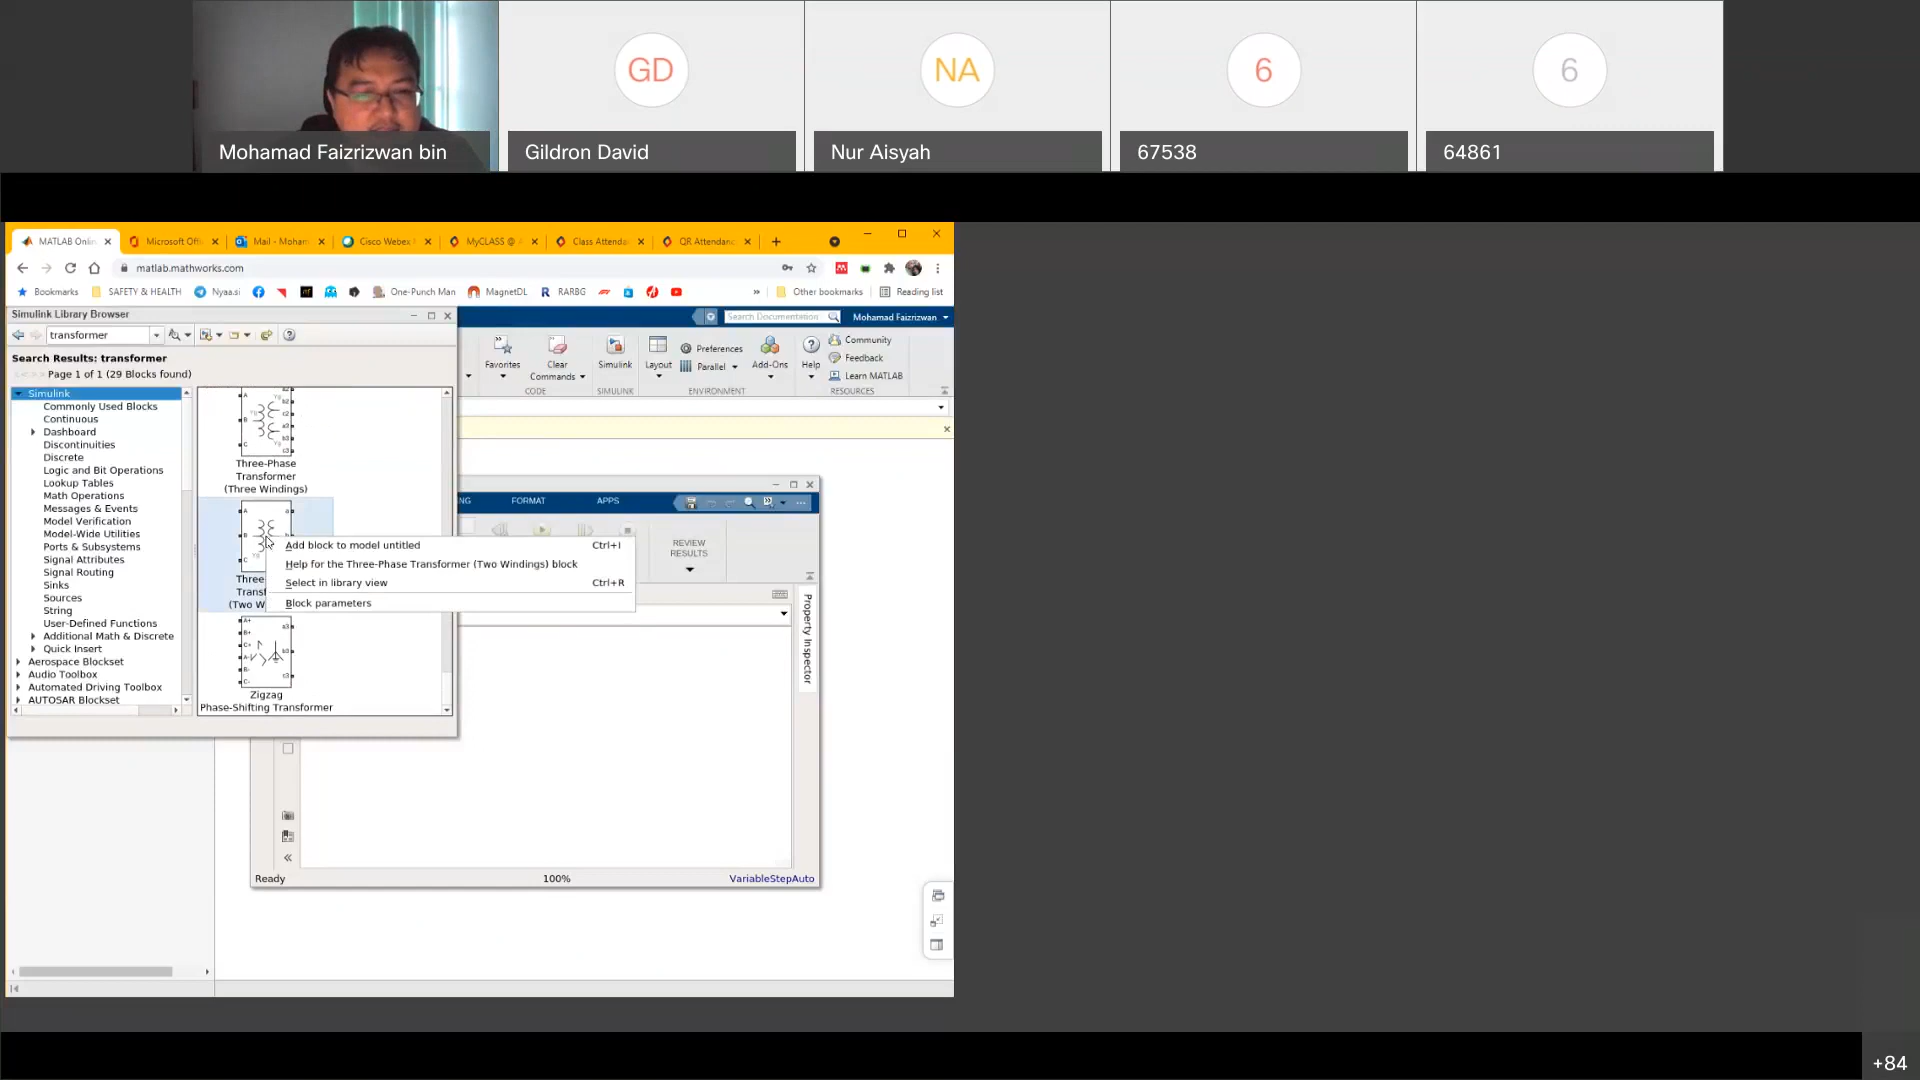 GD
NA
6
6
Mohamad Faizrizwan bin
Gildron David
Nur Aisyah
67538
64861
MATLAB Onlin
Microsoft Offi
Mail - Moham
Cisco Webex
MyCLASS @
Class Attenda
QR Attendan
matlab.mathworks.com
Bookmarks
SAFETY & HEALTH
Nyaa.si
One-Punch Man
MagnetDL
RARBG
»
Other bookmarks
Reading list
Simulink Library Browser
Search Documentation
Mohamad Faizrizwan
transformer
Search Results: transformer
Page 1 of 1 (29 Blocks found)
Favorites
Clear
Commands
Simulink
Layout
Preferences
Parallel
Add-Ons
Help
Community
Feedback
Learn MATLAB
CODE
SIMULINK
ENVIRONMENT
RESOURCES
Simulink
Commonly Used Blocks
Continuous
Dashboard
Discontinuities
Discrete
Logic and Bit Operations
Lookup Tables
Math Operations
Messages & Events
Model Verification
Model-Wide Utilities
Ports & Subsystems
Signal Attributes
Signal Routing
Sinks
Sources
String
User-Defined Functions
Additional Math & Discrete
Quick Insert
Aerospace Blockset
Audio Toolbox
Automated Driving Toolbox
AUTOSAR Blockset
Three-Phase
Transformer
(Three Windings)
Three-
Transf
(Two W
Zigzag
Phase-Shifting Transformer
NG
FORMAT
APPS
REVIEW
RESULTS
Add block to model untitled Ctrl+I
Help for the Three-Phase Transformer (Two Windings) block
Select in library view Ctrl+R
Block parameters
Property Inspector
Ready
100%
VariableStepAuto
+84